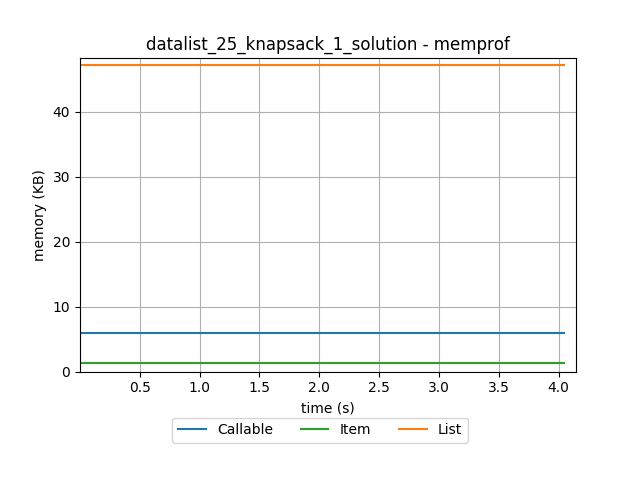 datalist_25_knapsack_1_solution - memprof
memory (KB)
40
30
20
10
0
0.5 1.0 1.5 2.0 2.5 3.0 3.5 4.0
time (s)
Callable Item List